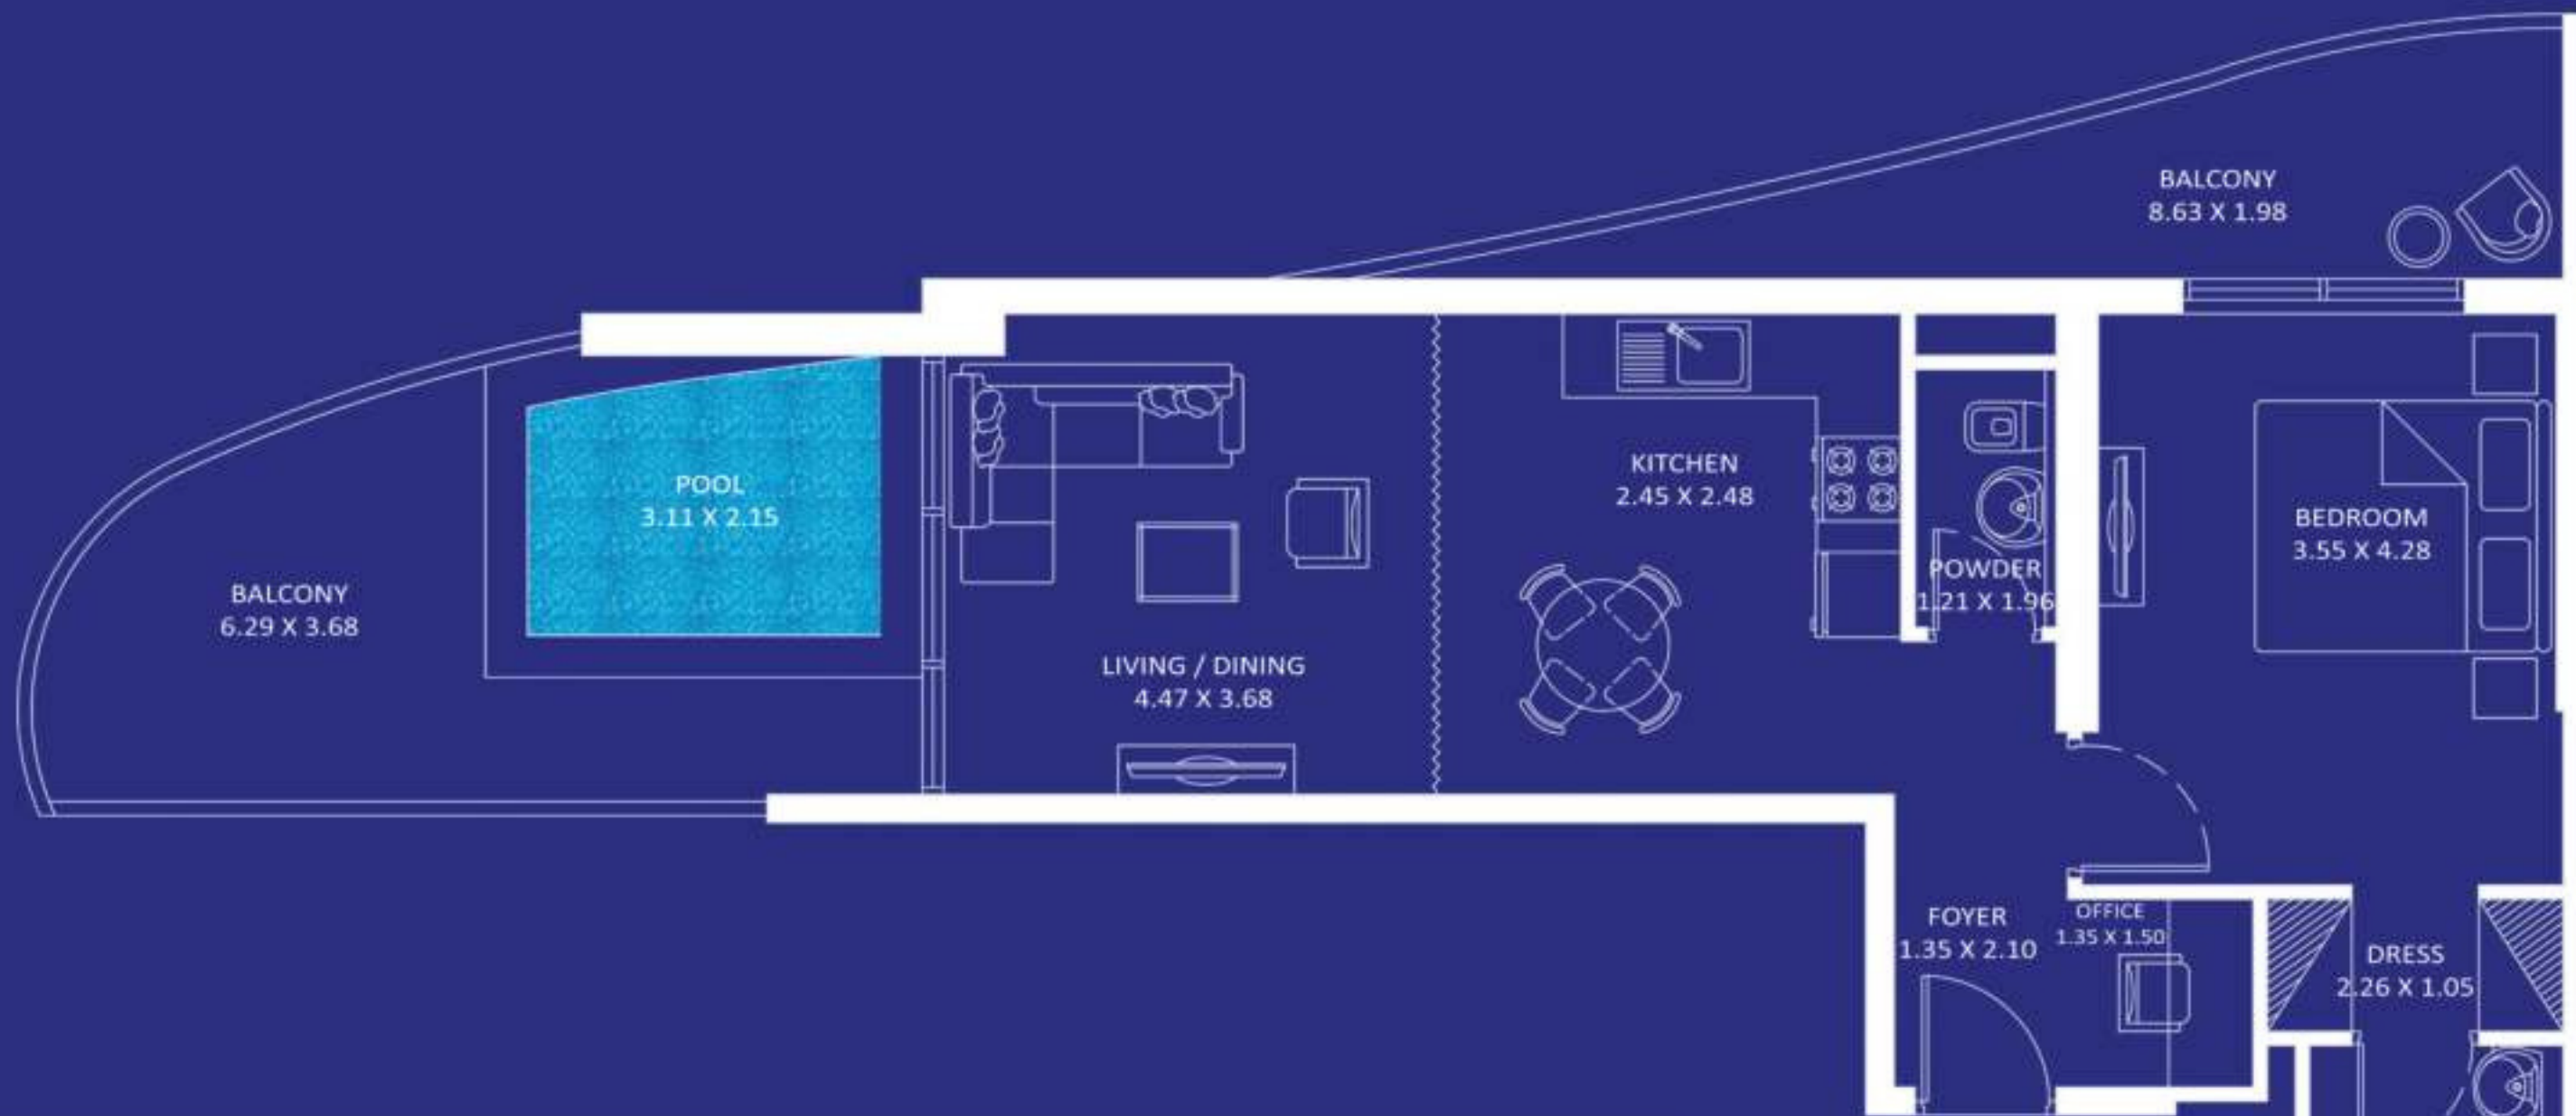 BALCONY
8.63 X 1.98
POOL
3.11 X 2.15
KITCHEN
2.45 X 2.48
BEDROOM
3.55 X 4.28
POWDER
1.21 X 1.96
BALCONY
6.29 X 3.68
LIVING / DINING
4.47 X 3.68
FOYER
1.35 X 2.10
OFFICE
1.35 X 1.50
DRESS
2.26 X 1.05